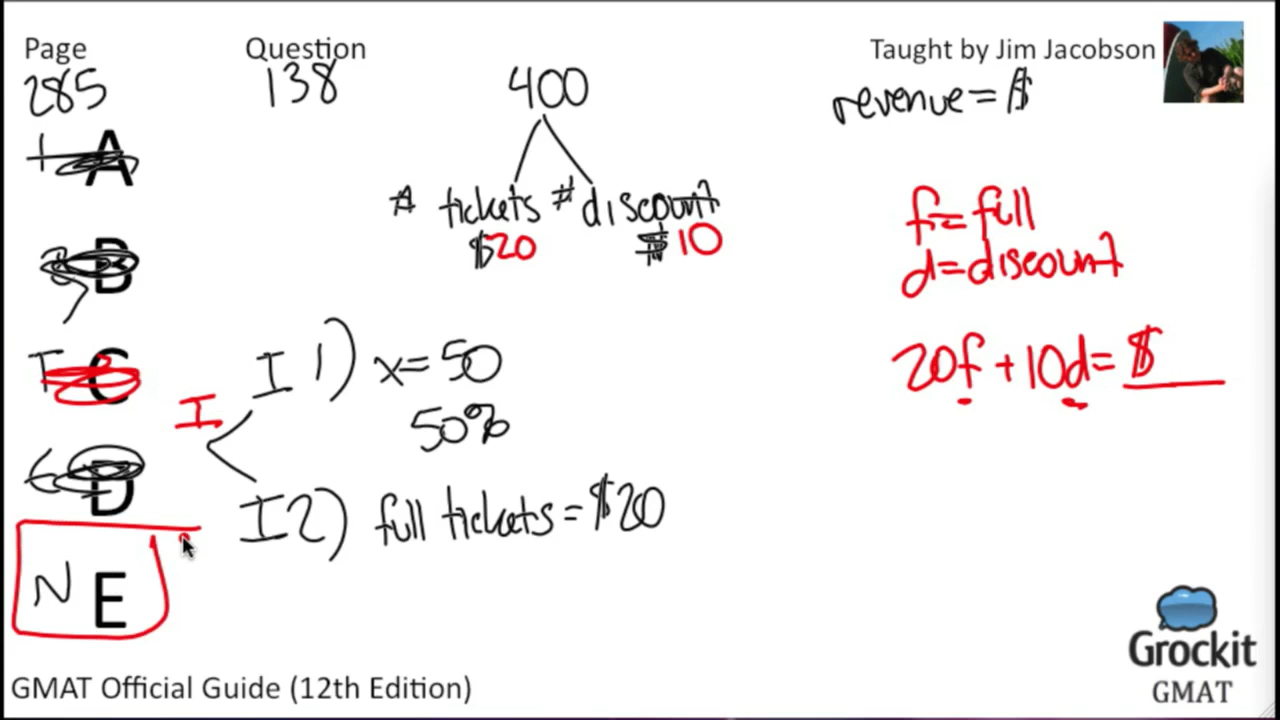 Page Question Taught by Jim Jacobson
285 138 400 revenue = $
1 A
# tickets # discount
$20 $10
f = full
d = discount
B
I 1) x = 50
20f + 10d = $
T C
50%
I
D
I 2) full tickets = $20
N E
Grockit
GMAT
GMAT Official Guide (12th Edition)